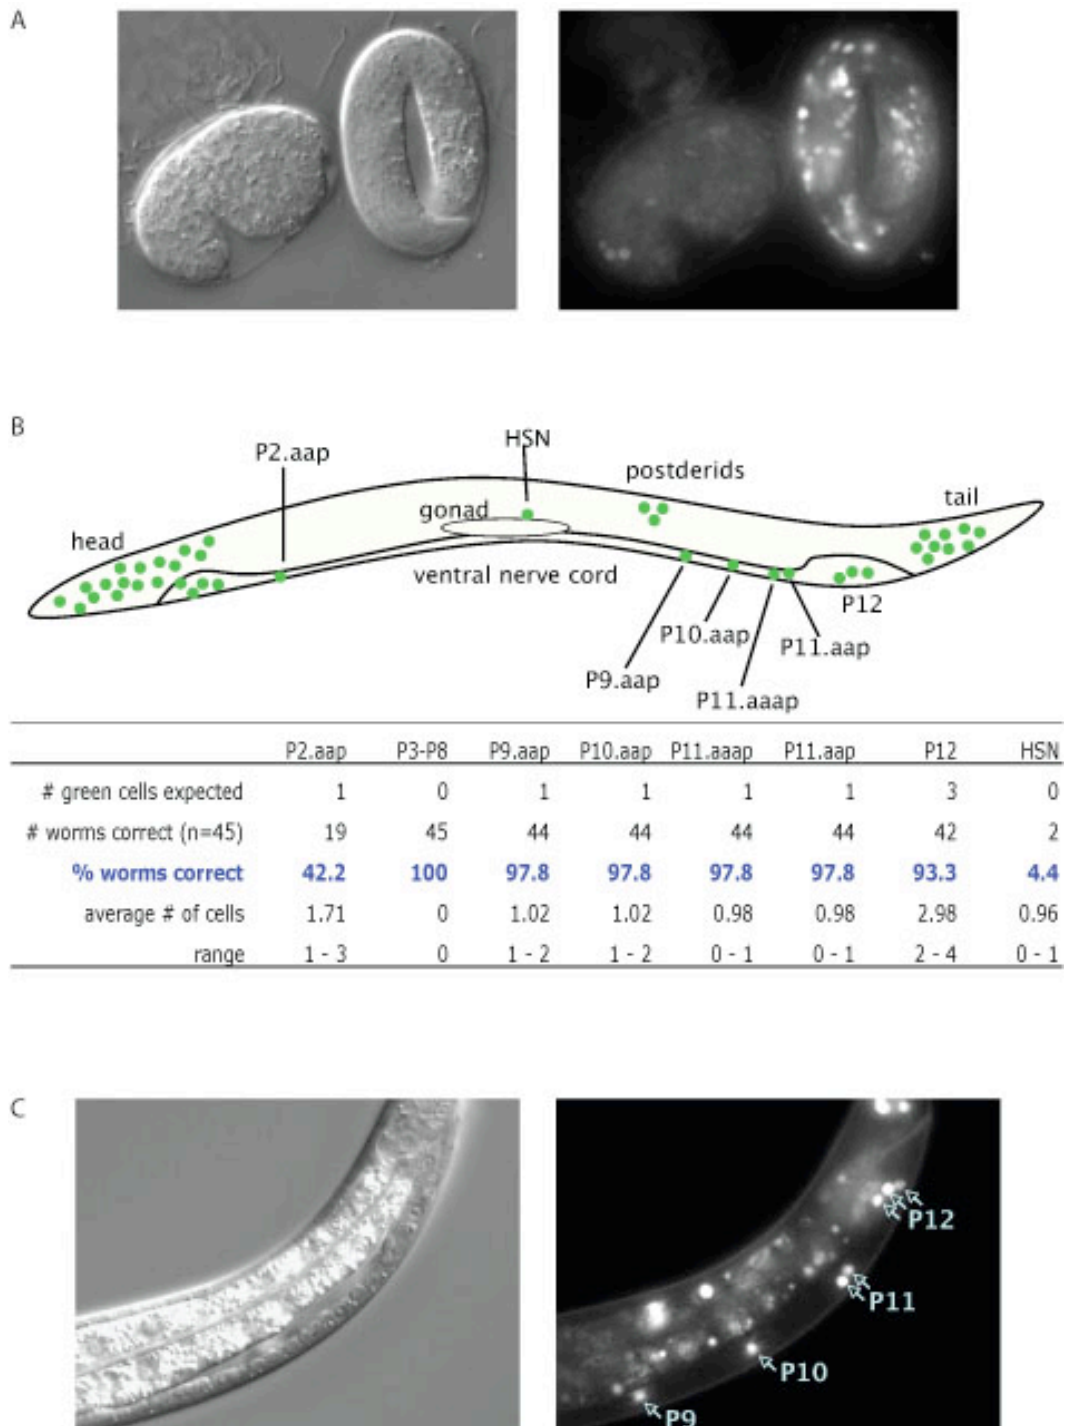 A
B
HSN
P2.aap
postderids
tail
gonad
head
ventral nerve cord
P12
P10.aap
P11.aap
P9.aap
P11.aaap
P2.aap P3-P8 P9.aap P10.aap P11.aaap P11.aap P12 HSN
# green cells expected 1 0 1 1 1 1 3 0
# worms correct (n=45) 19 45 44 44 44 44 42 2
% worms correct 42.2 100 97.8 97.8 97.8 97.8 93.3 4.4
average # of cells 1.71 0 1.02 1.02 0.98 0.98 2.98 0.96
range 1 - 3 0 1 - 2 1 - 2 0 - 1 0 - 1 2 - 4 0 - 1
C
P12
P11
P10
P9